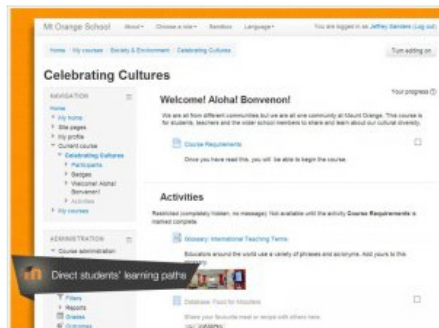 Mt Orange School About Choose a site Sandbox Language You are logged in as Jeffrey Sanders (Log out)
Home My courses Society & Environment Celebrating Cultures Turn editing on
Celebrating Cultures
Your progress
NAVIGATION
Home
My home
Site pages
My profile
Current course
Celebrating Cultures
Participants
Badges
Welcome! Aloha! Bonvenon!
Activities
My courses
ADMINISTRATION
Course administration
Filters
Reports
Grades
Outcomes
Welcome! Aloha! Bonvenon!
We are all from different communities but we are all one community at Mount Orange. This course is
for students, teachers and the wider school members to share and learn about our cultural diversity.
Course Requirements
Once you have read this, you will be able to begin the course.
Activities
Restricted (completely hidden, no message): Not available until the activity Course Requirements is
marked complete.
Glossary: International Teaching Terms
Educators around the world use a variety of phrases and acronyms. Add yours to this
Database: Food for Moodlers
Share your favourite meal or recipe with others here.
Direct students' learning paths